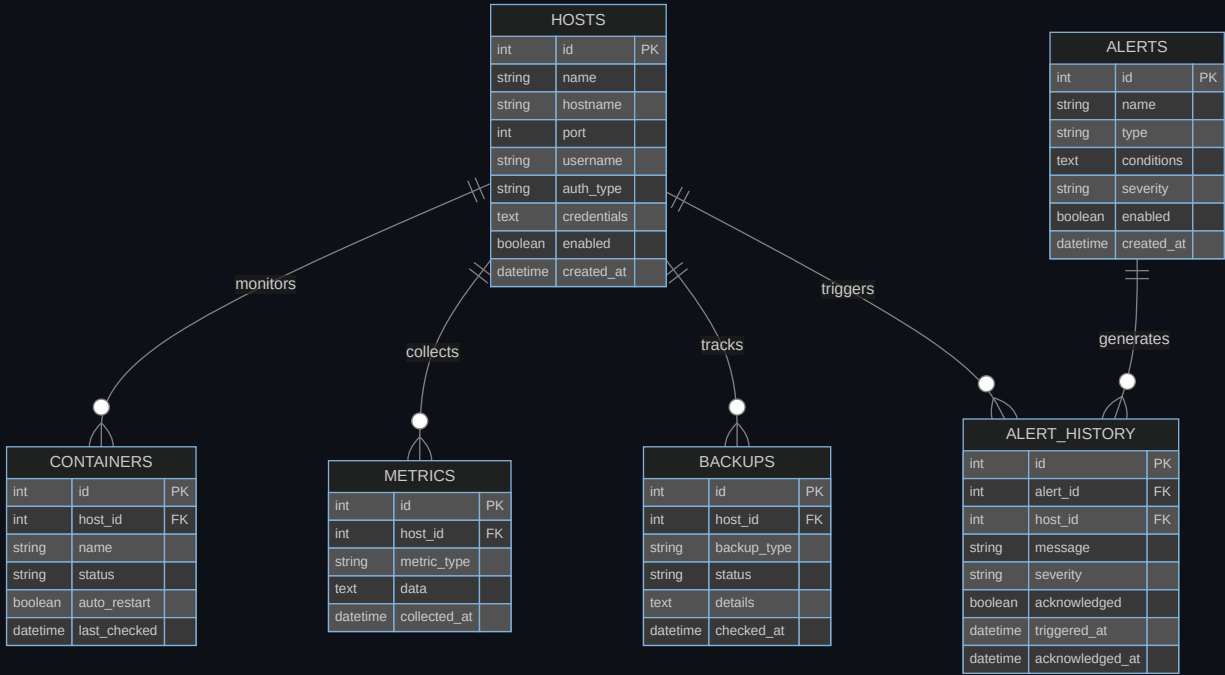 HOSTS
int id PK
string name
string hostname
int port
string username
string auth_type
text credentials
boolean enabled
datetime created_at
ALERTS
int id PK
string name
string type
text conditions
string severity
boolean enabled
datetime created_at
monitors
collects
tracks
triggers
generates
CONTAINERS
int id PK
int host_id FK
string name
string status
boolean auto_restart
datetime last_checked
METRICS
int id PK
int host_id FK
string metric_type
text data
datetime collected_at
BACKUPS
int id PK
int host_id FK
string backup_type
string status
text details
datetime checked_at
ALERT_HISTORY
int id PK
int alert_id FK
int host_id FK
string message
string severity
boolean acknowledged
datetime triggered_at
datetime acknowledged_at